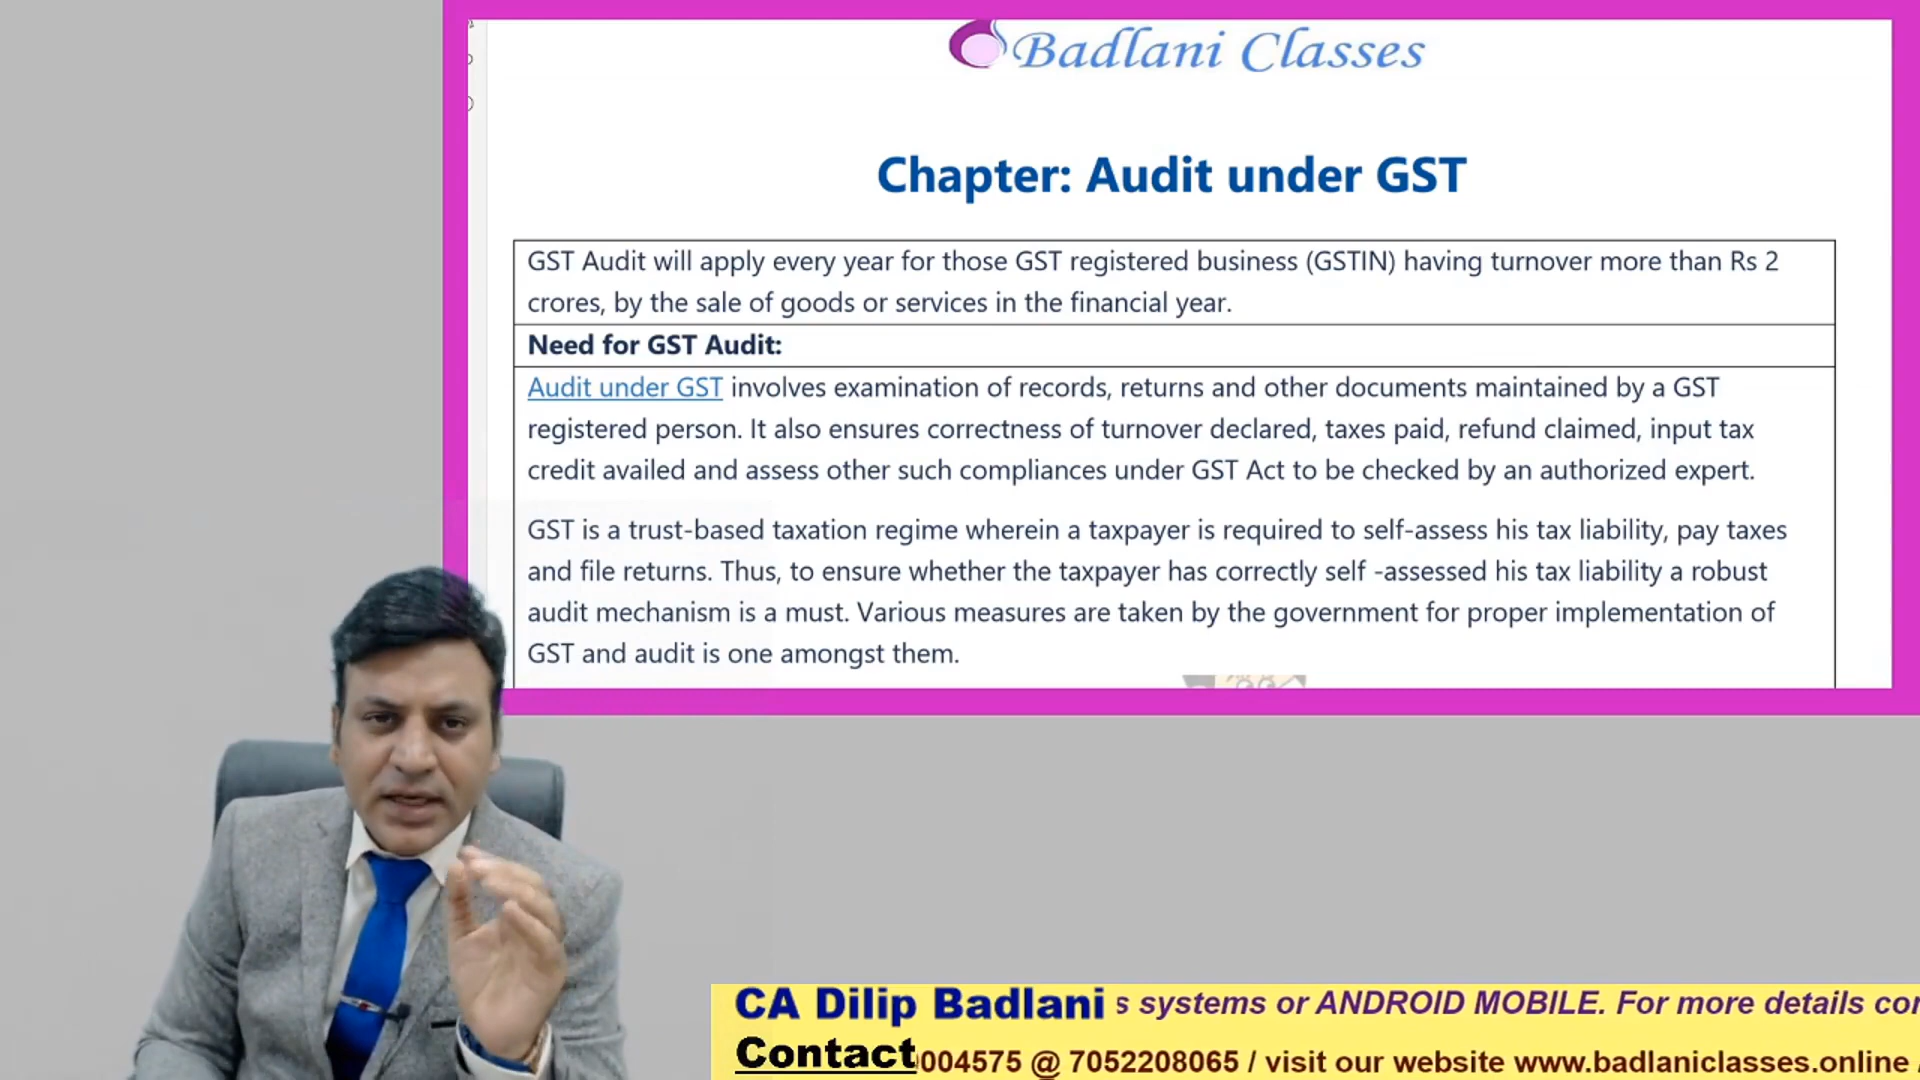 Badlani Classes
Chapter: Audit under GST
GST Audit will apply every year for those GST registered business (GSTIN) having turnover more than Rs 2
crores, by the sale of goods or services in the financial year.
Need for GST Audit:
Audit under GST involves examination of records, returns and other documents maintained by a GST
registered person. It also ensures correctness of turnover declared, taxes paid, refund claimed, input tax
credit availed and assess other such compliances under GST Act to be checked by an authorized expert.
GST is a trust-based taxation regime wherein a taxpayer is required to self-assess his tax liability, pay taxes
and file returns. Thus, to ensure whether the taxpayer has correctly self -assessed his tax liability a robust
audit mechanism is a must. Various measures are taken by the government for proper implementation of
GST and audit is one amongst them.
CA Dilip Badlani s systems or ANDROID MOBILE. For more details
Contact 004575 @ 7052208065 / visit our website www.badlaniclasses.online